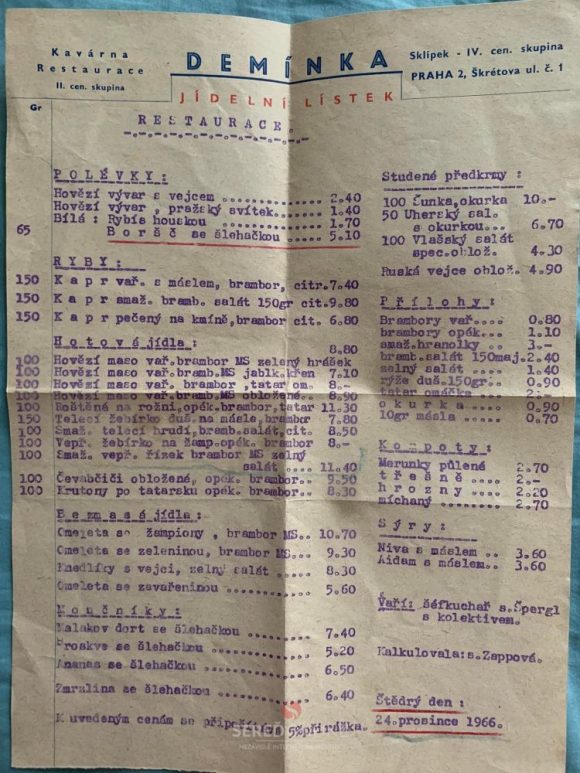 Kavárna
Restaurace
II. cen. skupina
DEMÍNKA
JÍDELNÍ LÍSTEK
Sklípek - IV. cen. skupina
PRAHA 2, Škrétova ul. č. 1
Gr
RESTAURACE.
POLÉVKY:
Hovězí vývar s vejcem ............ 2.40
Hovězí vývar , pražský svítek..... 1.40
Bílá : Rybís houskou ..... 1.70
65 Boršč se šlehačkou ..... 5.10
RYBY:
150 Kapr vař. s máslem, brambor, citr. 7.40
150 Kapr smaž. bramb. salát 150gr cit. 9.80
150 Kapr pečený na kmíně, brambor cit. 6.80
Hotová jídla: 8.80
100 Hovězí maso vař. brambor MS zelený hrášek
100 Hovězí maso vař. brambor MS jablk. křen 7.10
100 Hovězí maso vař. brambor , tatar om. 8.-
100 Hovězí maso vař. brambor MS obložené.. 8.90
100 Roštěná na rožni, opék. brambor, tatar 11.30
150 Telecí žebírko duš. na másle, brambor 7.80
100 Smaž. telecí hrudí, bramb. salát, cit. 8.50
100 Vepř. žebírko na žamp. opék. brambor 8.-
100 Smaž. vepř. řízek brambor MS zelný
salát .... 11.40
100 Čevabčiči obložené, opék. brambor.. 9.50
100 Krutony po tatarsku opék. brambor.. 8.30
Bezmasá jídla:
Omeleta se žampiony , brambor MS.. 10.70
Omeleta se zeleninou, brambor MS.. 9.30
Knedlíky s vejci, zelný salát .... 8.30
Omeleta se zavařeninou ........... 5.60
Moučníky:
Malakov dort se šlehačkou ........ 7.40
Broskve se šlehačkou ............. 5.20
Ananas se šlehačkou .............. 6.50
Zmrzlina se šlehačkou ............ 6.40
K uvedeným cenám se připočítává 5% přirážka.
Studené předkrmy :
100 Šunka, okurka 10.-
50 Uherský sal.
s okurkou... 6.70
100 Vlašský salát
spec. oblož. 4.30
Ruská vejce oblož. 4.90
Přílohy:
Brambory vař.... 0.80
brambory opék... 1.10
smaž. hranolky .. 3.-
bramb. salát 150maj. 2.40
zelný salát .... 1.40
rýže duš. 150gr.. 0.90
tatar omáčka .. 2.-
okurka .... 0.90
10gr másla .... 0.70
Kompoty:
Meruňky půlené 2.70
třešně 2.-
hrozny .... 2.20
míchaný .... 2.70
Sýry:
Niva s máslem .. 3.60
Aidam s máslem.. 3.60
Vaří: šéfkuchař s. Špergl
s kolektivem.
Kalkulovala: s. Zappová.
Štědrý den :
24. prosince 1966.